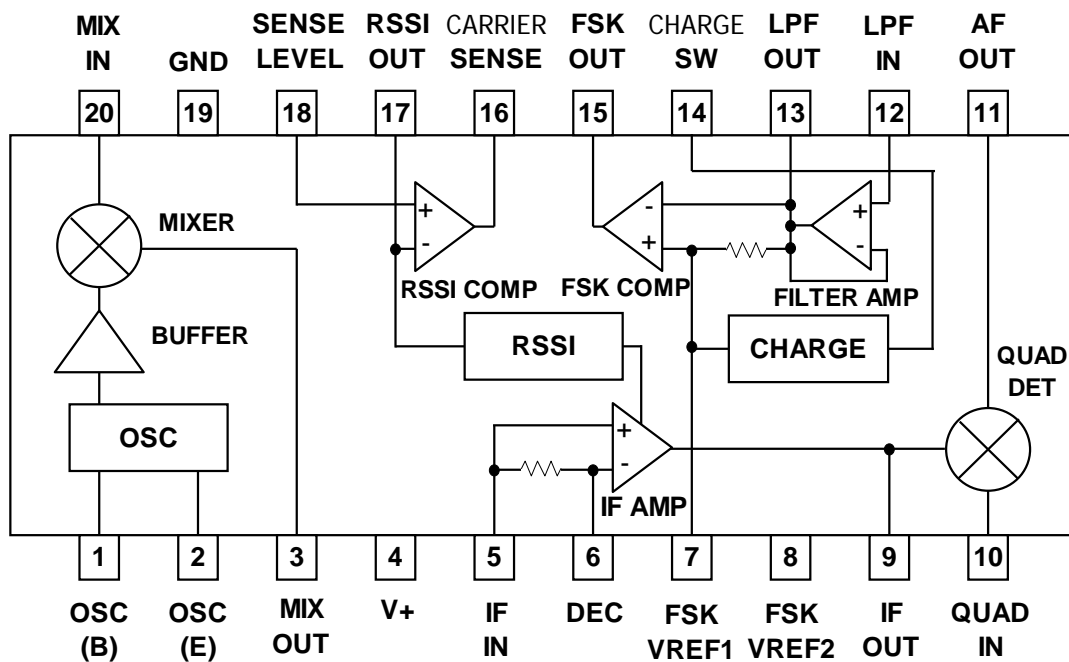 MIX IN
GND
SENSE LEVEL
RSSI OUT
CARRIER SENSE
FSK OUT
CHARGE SW
LPF OUT
LPF IN
AF OUT
20 19 18 17 16 15 14 13 12 11
MIXER
+
-
RSSI COMP
-
+
FSK COMP
+
-
FILTER AMP
BUFFER
RSSI
CHARGE
QUAD DET
OSC
+
-
IF AMP
1 2 3 4 5 6 7 8 9 10
OSC (B)
OSC (E)
MIX OUT
V+
IF IN
DEC
FSK VREF1
FSK VREF2
IF OUT
QUAD IN